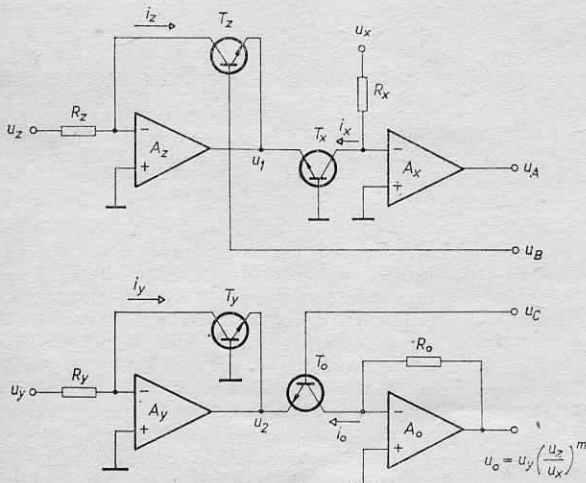 i_z
T_z
u_x
R_z
R_x
u_z
−
A_z
+
T_x
i_x
−
A_x
+
u_1
u_A
u_B
i_y
T_y
u_C
R_y
T_o
R_o
u_y
−
A_y
+
u_2
i_o
−
A_o
+
u_o = u_y (u_z/u_x)^m